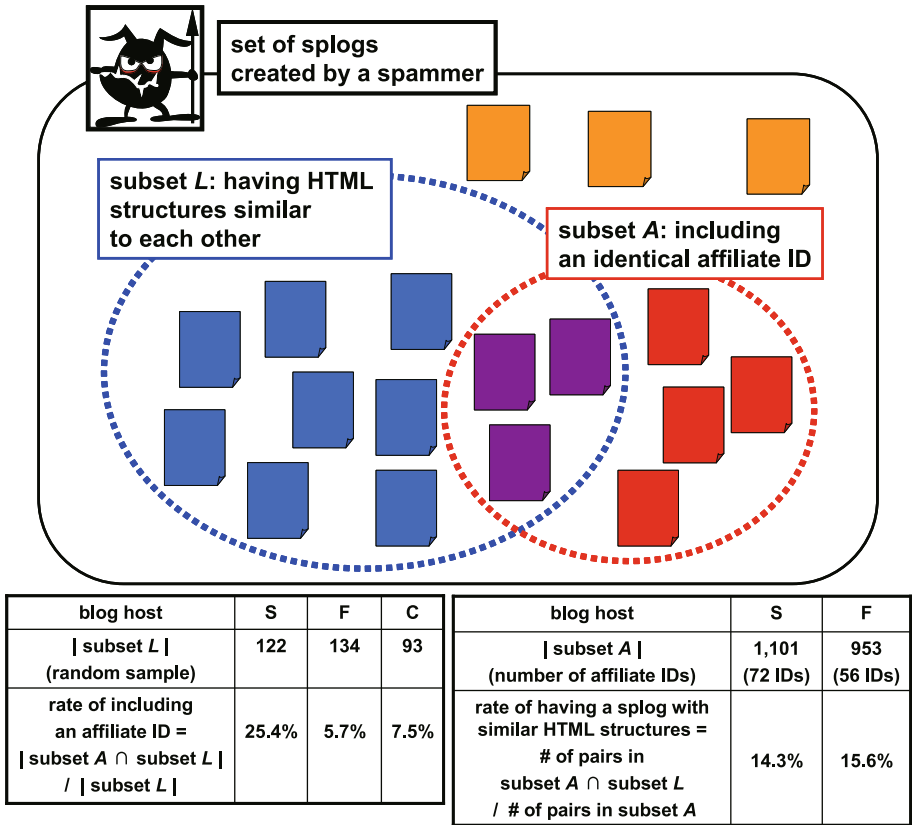 set of splogs
created by a spammer
subset L: having HTML
structures similar
to each other
subset A: including
an identical affiliate ID
blog host S F C
| subset L |
(random sample) 122 134 93
rate of including
an affiliate ID =
| subset A ∩ subset L |
/ | subset L | 25.4% 5.7% 7.5%
blog host S F
| subset A | 1,101 953
(number of affiliate IDs) (72 IDs) (56 IDs)
rate of having a splog with
similar HTML structures =
# of pairs in
subset A ∩ subset L
/ # of pairs in subset A 14.3% 15.6%